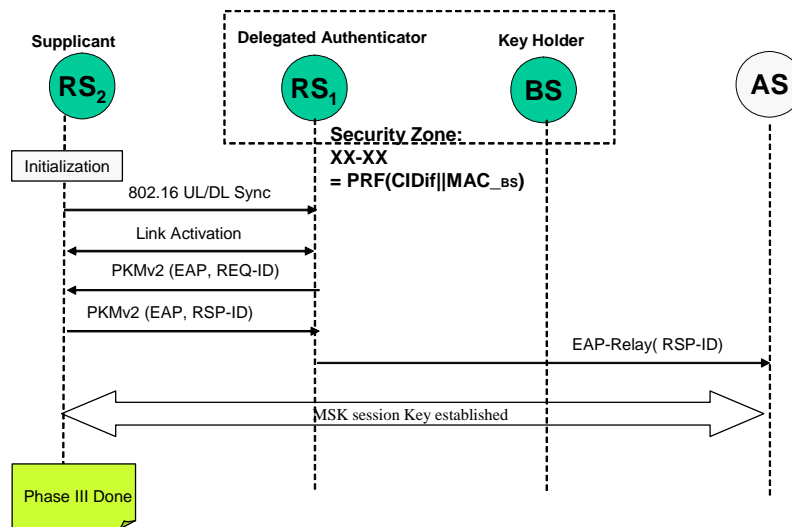 Supplicant
Delegated Authenticator
Key Holder
RS2
RS1
BS
AS
Security Zone:
XX-XX
= PRF(CIDif||MAC_BS)
Initialization
802.16 UL/DL Sync
Link Activation
PKMv2 (EAP, REQ-ID)
PKMv2 (EAP, RSP-ID)
EAP-Relay( RSP-ID)
MSK session Key established
Phase III Done